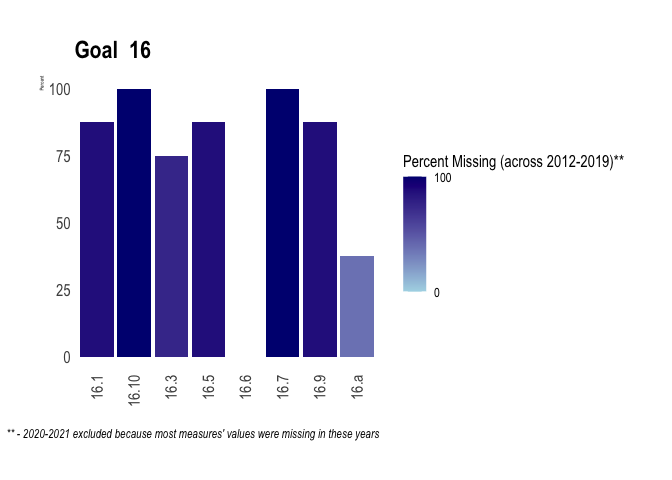 Goal  16
Percent
100
75
50
25
0
16.1
16.10
16.3
16.5
16.6
16.7
16.9
16.a
Percent Missing (across 2012-2019)**
100
0
** - 2020-2021 excluded because most measures' values were missing in these years